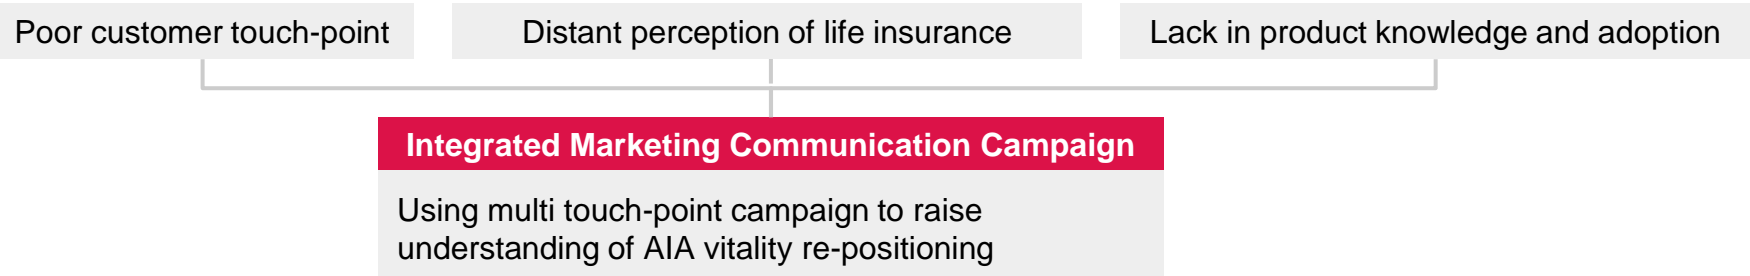 Poor customer touch-point
Distant perception of life insurance
Lack in product knowledge and adoption
Integrated Marketing Communication Campaign
Using multi touch-point campaign to raise
understanding of AIA vitality re-positioning